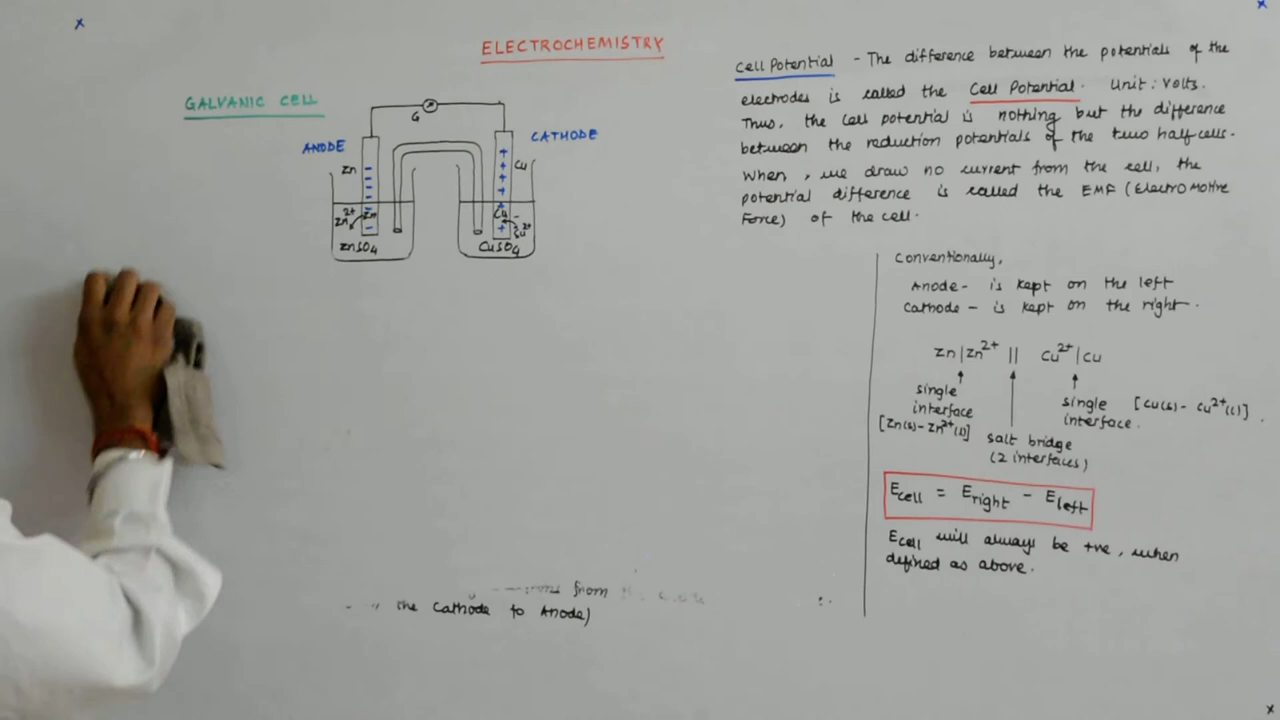 ELECTROCHEMISTRY
GALVANIC CELL
G
ANODE
CATHODE
Zn
Cu
Zn²⁺
Zn
Cu
Cu²⁺
ZnSO₄
CuSO₄
from
the Cathode to Anode)
Cell Potential - The difference between the potentials of the
electrodes is called the Cell Potential. Unit: Volts.
Thus, the cell potential is nothing but the difference
between the reduction potentials of the two half cells.
When, we draw no current from the cell, the
potential difference is called the EMF (Electro Motive
Force) of the cell.
Conventionally,
Anode - is kept on the left
Cathode - is kept on the right.
Zn|Zn²⁺ || Cu²⁺|Cu
single
interface
[Zn(s)-Zn²⁺(l)]
salt bridge
(2 interfaces)
single
interface.
[Cu(s)-Cu²⁺(l)].
Ecell = Eright - Eleft
Ecell will always be +ve, when
defined as above.